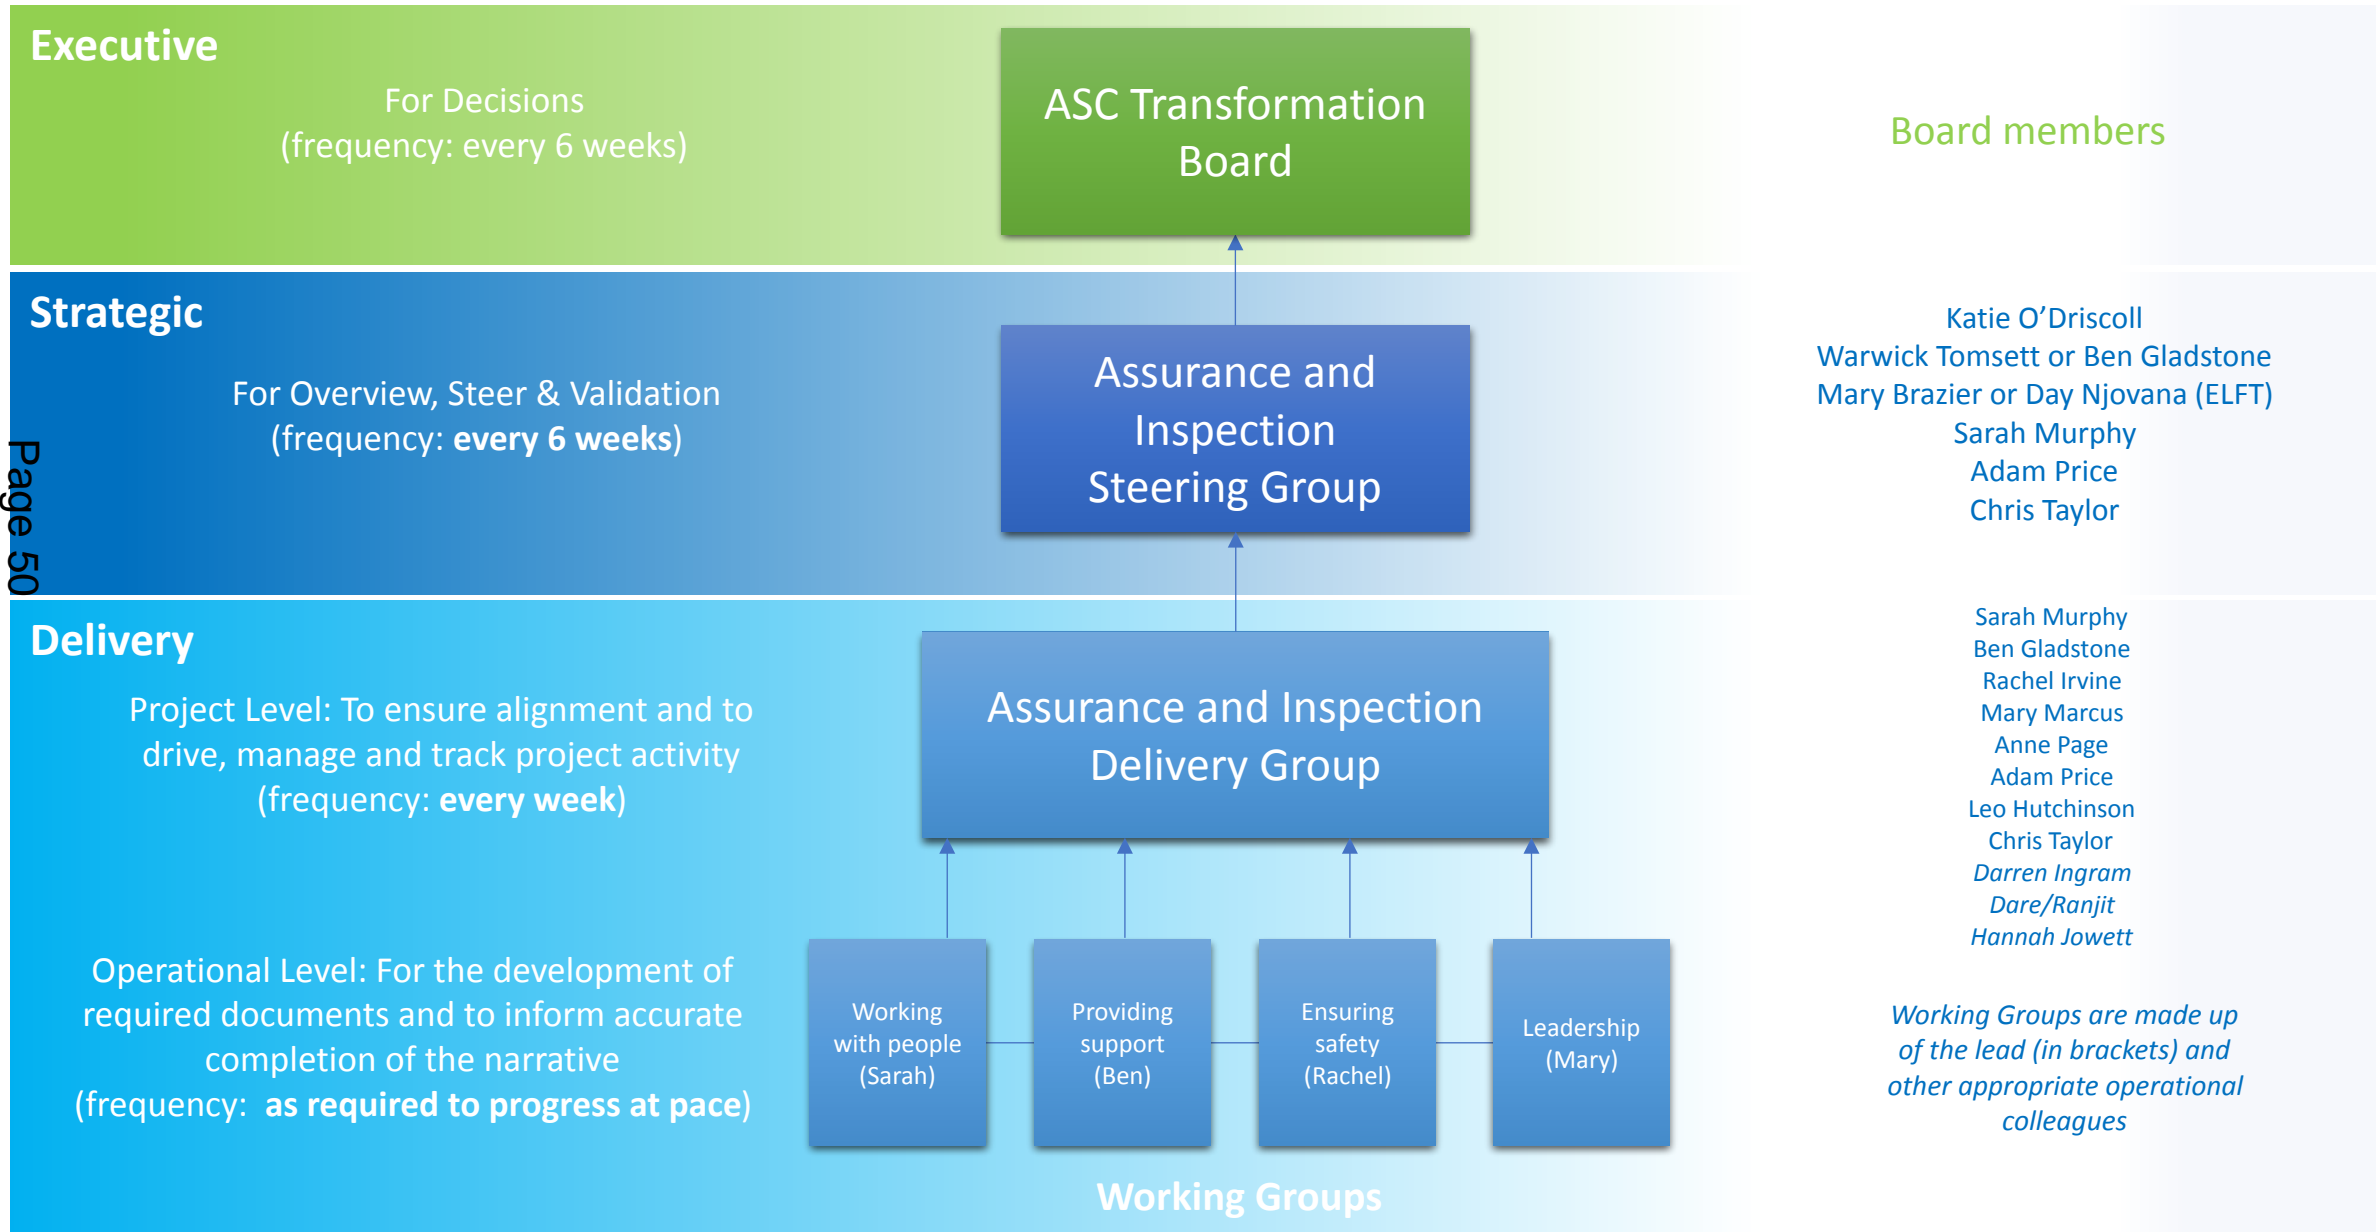 Executive
For Decisions
(frequency: every 6 weeks)
ASC Transformation
Board
Board members
Strategic
For Overview, Steer & Validation
(frequency: every 6 weeks)
Assurance and
Inspection
Steering Group
Katie O’Driscoll
Warwick Tomsett or Ben Gladstone
Mary Brazier or Day Njovana (ELFT)
Sarah Murphy
Adam Price
Chris Taylor
Page 50
Delivery
Project Level: To ensure alignment and to
drive, manage and track project activity
(frequency: every week)
Assurance and Inspection
Delivery Group
Sarah Murphy
Ben Gladstone
Rachel Irvine
Mary Marcus
Anne Page
Adam Price
Leo Hutchinson
Chris Taylor
Darren Ingram
Dare/Ranjit
Hannah Jowett
Operational Level: For the development of
required documents and to inform accurate
completion of the narrative
(frequency:  as required to progress at pace)
Working
with people
(Sarah)
Providing
support
(Ben)
Ensuring
safety
(Rachel)
Leadership
(Mary)
Working Groups are made up
of the lead (in brackets) and
other appropriate operational
colleagues
Working Groups